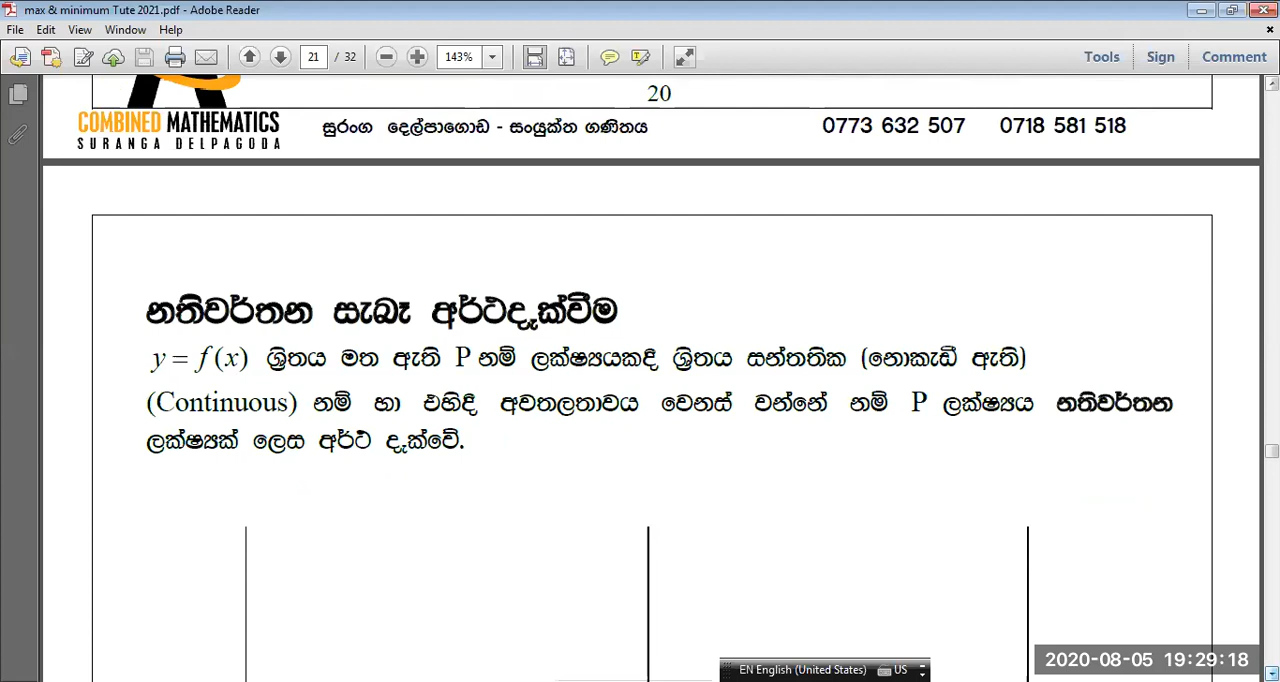 max & minimum Tute 2021.pdf - Adobe Reader
File Edit View Window Help
21 / 32 143% Tools Sign Comment
20
COMBINED MATHEMATICS
SURANGA DELPAGODA
සුරංග දෙල්පාගොඩ - සංයුක්ත ගණිතය 0773 632 507 0718 581 518
නතිවර්තන සැබෑ අර්ථදැක්වීම
y = f(x) ශ්‍රිතය මත ඇති P නම් ලක්ෂ්‍යයකදී ශ්‍රිතය සන්තතික (නොකැඩී ඇති)
(Continuous) නම් හා එහිදී අවතලතාවය වෙනස් වන්නේ නම් P ලක්ෂ්‍යය නතිවර්තන
ලක්ෂ්‍යක් ලෙස අර්ථ දැක්වේ.
EN English (United States) US
2020-08-05 19:29:18